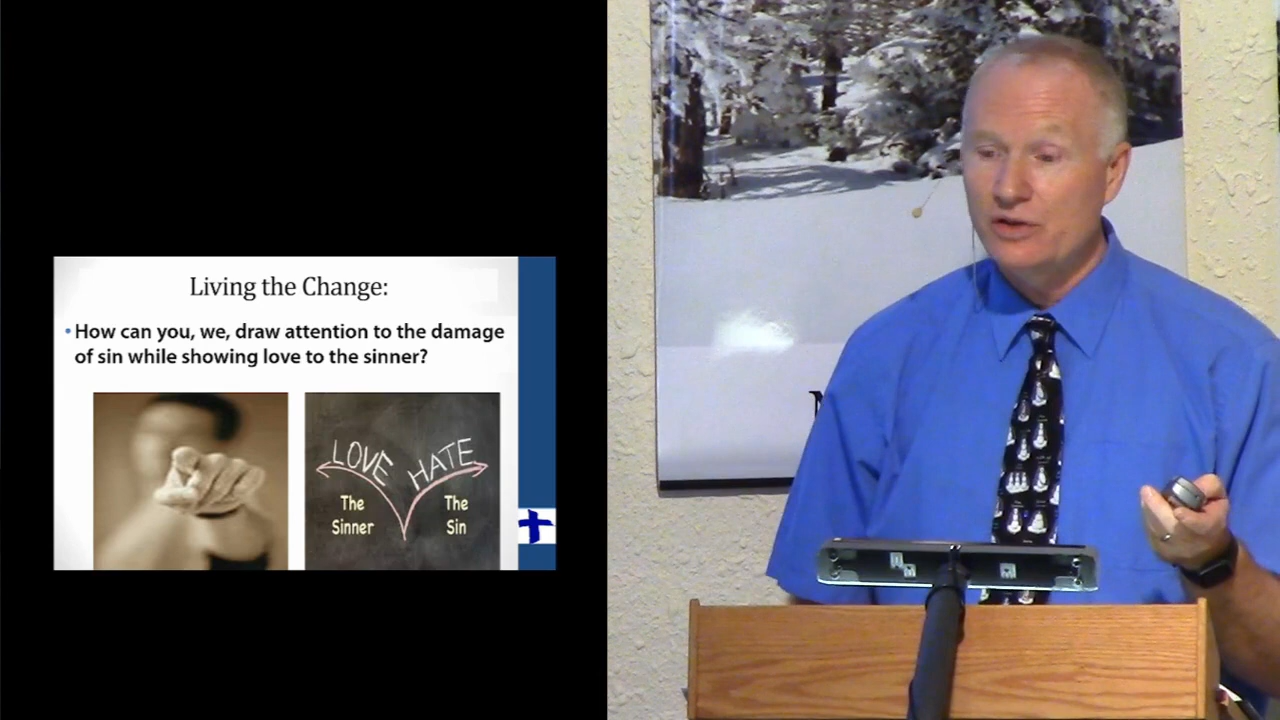 Living the Change:
• How can you, we, draw attention to the damage
of sin while showing love to the sinner?
LOVE HATE
The The
Sinner Sin